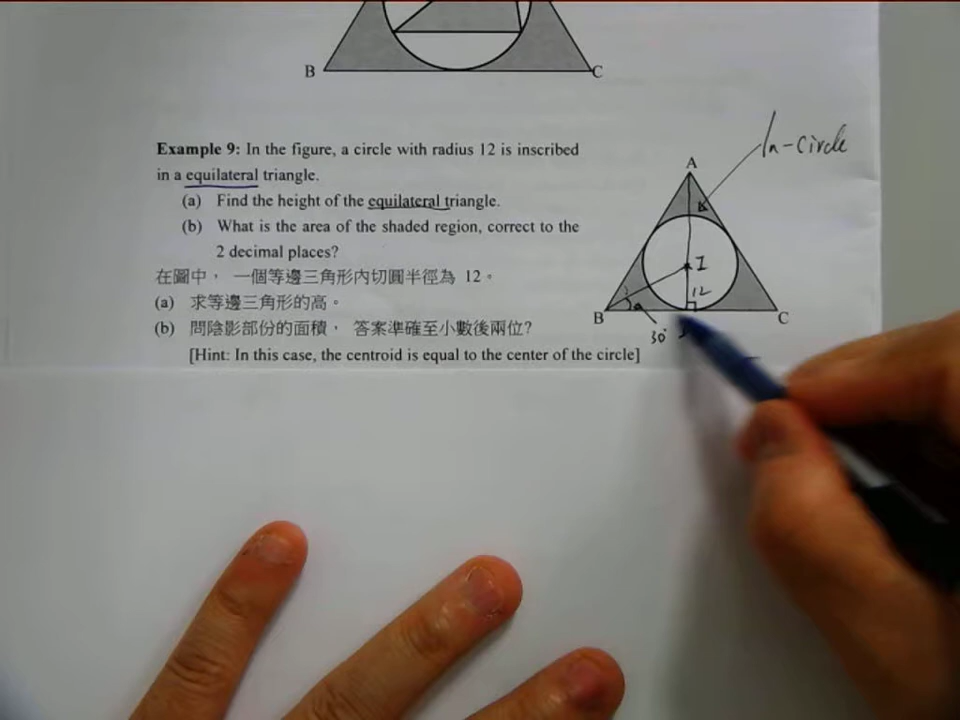 B
C
Example 9: In the figure, a circle with radius 12 is inscribed
in a equilateral triangle.
(a) Find the height of the equilateral triangle.
(b) What is the area of the shaded region, correct to the
2 decimal places?
在圖中， 一個等邊三角形內切圓半徑為 12。
(a) 求等邊三角形的高。
(b) 問陰影部份的面積， 答案準確至小數後兩位?
[Hint: In this case, the centroid is equal to the center of the circle]
In-circle
A
I
12
B
C
30°